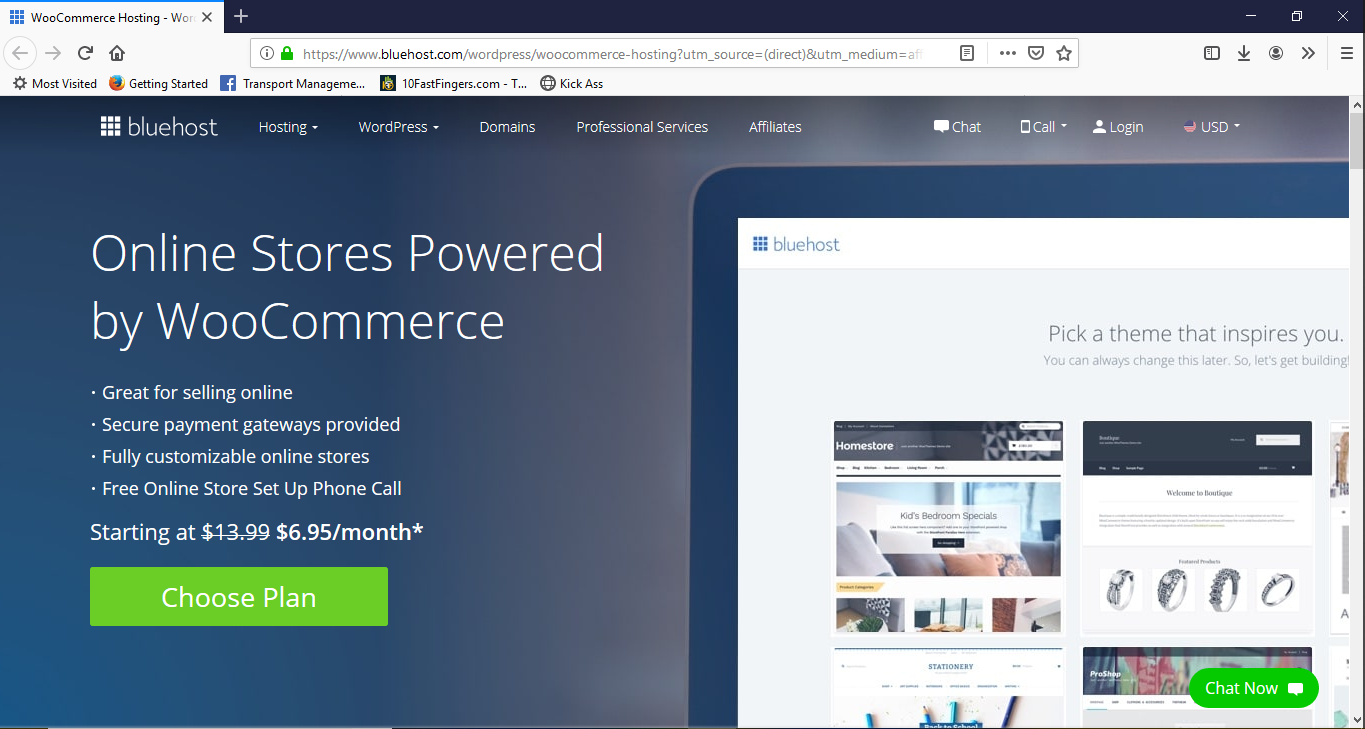 WooCommerce Hosting - Wor
https://www.bluehost.com/wordpress/woocommerce-hosting?utm_source=(direct)&utm_medium=aff
Most Visited
Getting Started
Transport Manageme...
10FastFingers.com - T...
Kick Ass
bluehost
Hosting
WordPress
Domains
Professional Services
Affiliates
Chat
Call
Login
USD
Online Stores Powered
by WooCommerce
· Great for selling online
· Secure payment gateways provided
· Fully customizable online stores
· Free Online Store Set Up Phone Call
Starting at $13.99 $6.95/month*
Choose Plan
bluehost
Pick a theme that inspires you.
You can always change this later. So, let's get building!
Homestore
Kid's Bedroom Specials
Product Categories
Boutique
Welcome to Boutique
Featured Products
STATIONERY
Back to School
ProShop
Chat Now